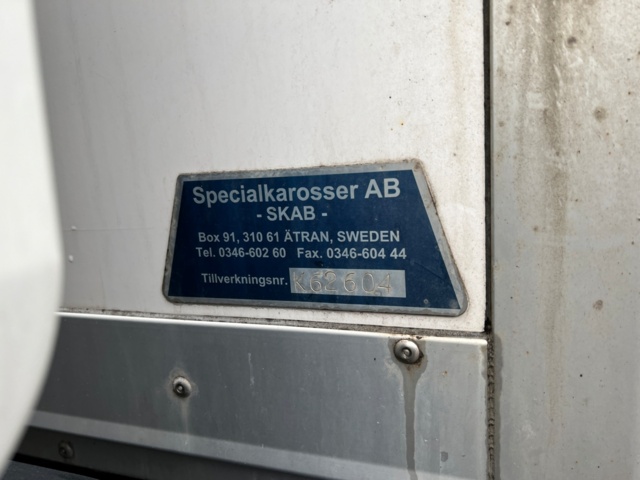 Specialkarosser AB
- SKAB -
Box 91, 310 61 ÄTRAN, SWEDEN
Tel. 0346-602 60 Fax. 0346-604 44
Tillverkningsnr. K62604